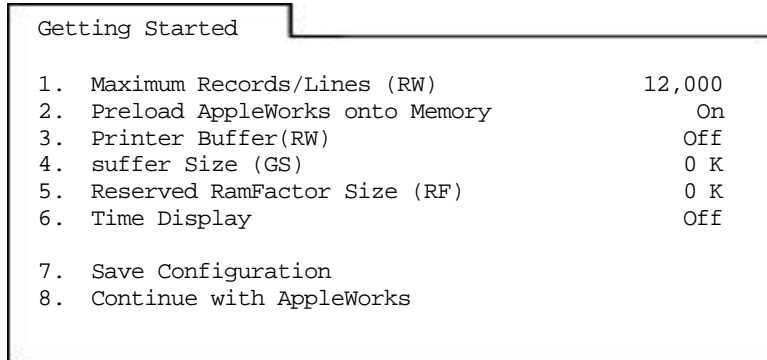 Getting Started
1. Maximum Records/Lines (RW) 12,000
2. Preload AppleWorks onto Memory On
3. Printer Buffer(RW) Off
4. suffer Size (GS) 0 K
5. Reserved RamFactor Size (RF) 0 K
6. Time Display Off
7. Save Configuration
8. Continue with AppleWorks